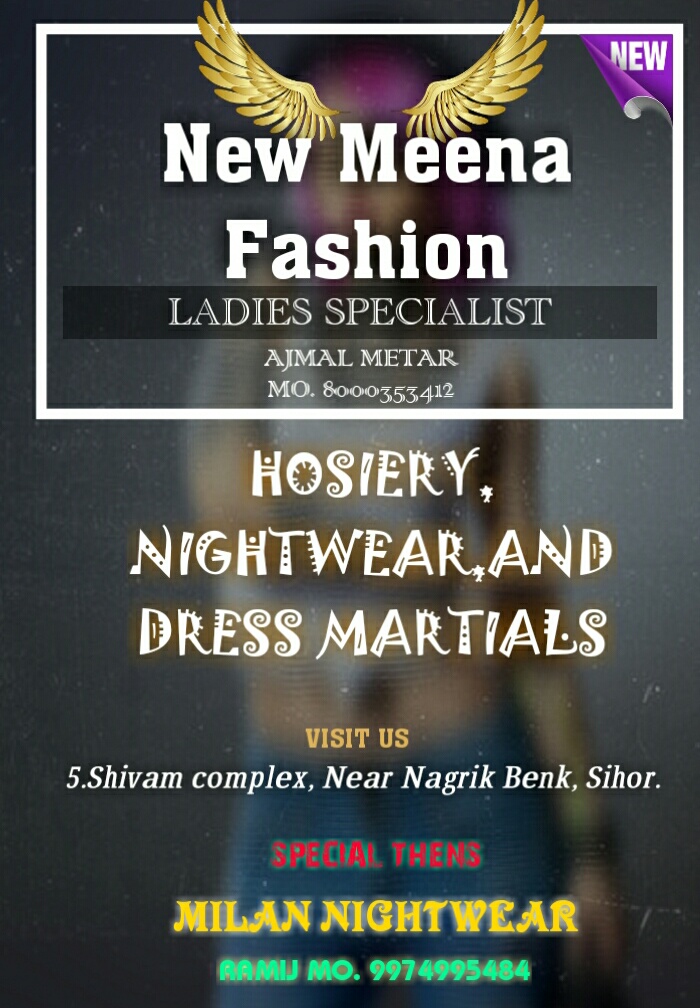 NEW
New Meena
Fashion
LADIES SPECIALIST
AJMAL METAR
MO. 8000353412
HOSIERY,
NIGHTWEAR,AND
DRESS MARTIALS
VISIT US
5.Shivam complex, Near Nagrik Benk, Sihor.
SPECIAL THENS
MILAN NIGHTWEAR
RAMIJ MO. 9974995484